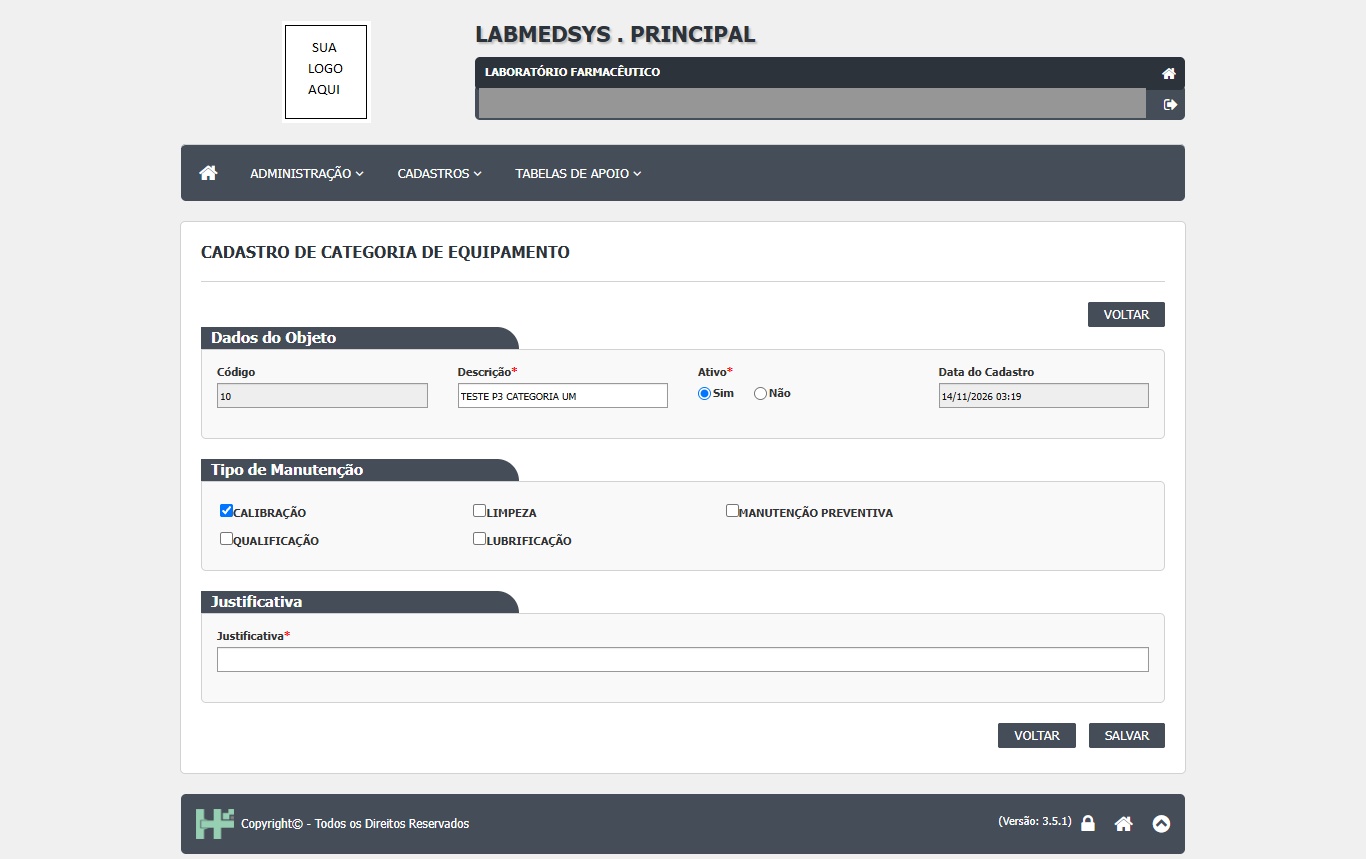 SUA
LOGO
AQUI
LABMEDSYS . PRINCIPAL
LABORATÓRIO FARMACÊUTICO
ADMINISTRAÇÃO CADASTROS TABELAS DE APOIO
CADASTRO DE CATEGORIA DE EQUIPAMENTO
VOLTAR
Dados do Objeto
Código Descrição* Ativo* Data do Cadastro
10 TESTE P3 CATEGORIA UM Sim Não 14/11/2026 03:19
Tipo de Manutenção
CALIBRAÇÃO LIMPEZA MANUTENÇÃO PREVENTIVA
QUALIFICAÇÃO LUBRIFICAÇÃO
Justificativa
Justificativa*
VOLTAR SALVAR
Copyright© - Todos os Direitos Reservados (Versão: 3.5.1)